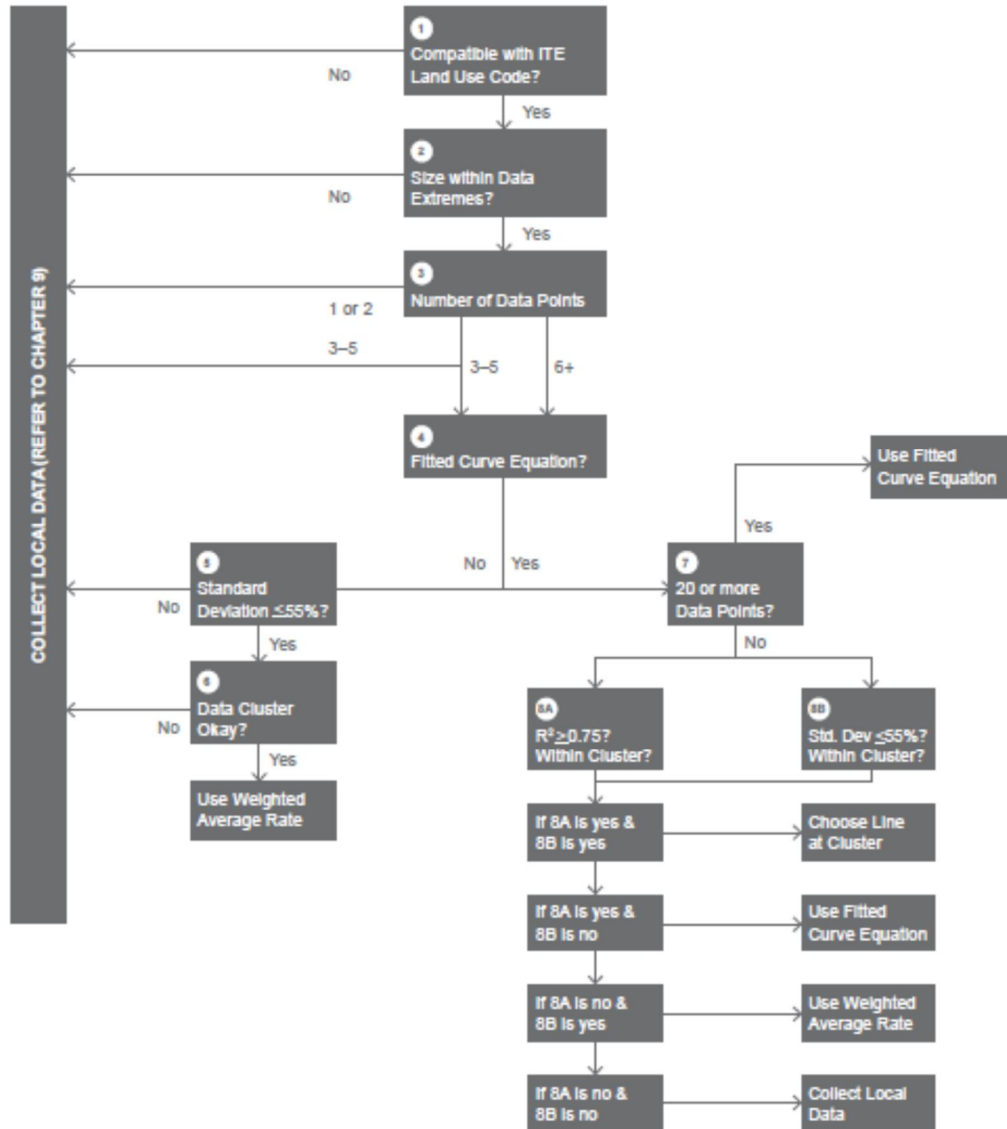 COLLECT LOCAL DATA (REFER TO CHAPTER 9)
1
Compatible with ITE
Land Use Code?
No
Yes
2
Size within Data
Extremes?
No
Yes
3
Number of Data Points
1 or 2
3–5
3–5
6+
4
Fitted Curve Equation?
No
Yes
5
Standard
Deviation ≤55%?
No
Yes
6
Data Cluster
Okay?
No
Yes
Use Weighted
Average Rate
7
20 or more
Data Points?
Yes
Use Fitted
Curve Equation
No
8A
R² ≥0.75?
Within Cluster?
8B
Std. Dev ≤55%?
Within Cluster?
If 8A is yes &
8B is yes
Choose Line
at Cluster
If 8A is yes &
8B is no
Use Fitted
Curve Equation
If 8A is no &
8B is yes
Use Weighted
Average Rate
If 8A is no &
8B is no
Collect Local
Data